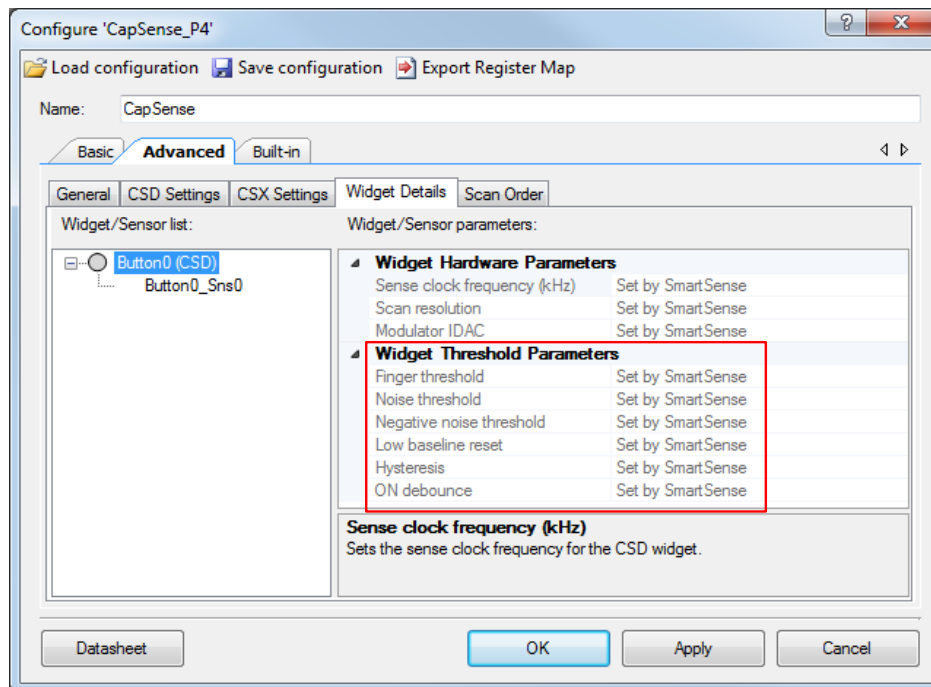 Configure 'CapSense_P4'
Load configuration Save configuration Export Register Map
Name: CapSense
Basic Advanced Built-in
General CSD Settings CSX Settings Widget Details Scan Order
Widget/Sensor list: Widget/Sensor parameters:
Button0 (CSD)
Button0_Sns0
Widget Hardware Parameters
Sense clock frequency (kHz) Set by SmartSense
Scan resolution Set by SmartSense
Modulator IDAC Set by SmartSense
Widget Threshold Parameters
Finger threshold Set by SmartSense
Noise threshold Set by SmartSense
Negative noise threshold Set by SmartSense
Low baseline reset Set by SmartSense
Hysteresis Set by SmartSense
ON debounce Set by SmartSense
Sense clock frequency (kHz)
Sets the sense clock frequency for the CSD widget.
Datasheet OK Apply Cancel